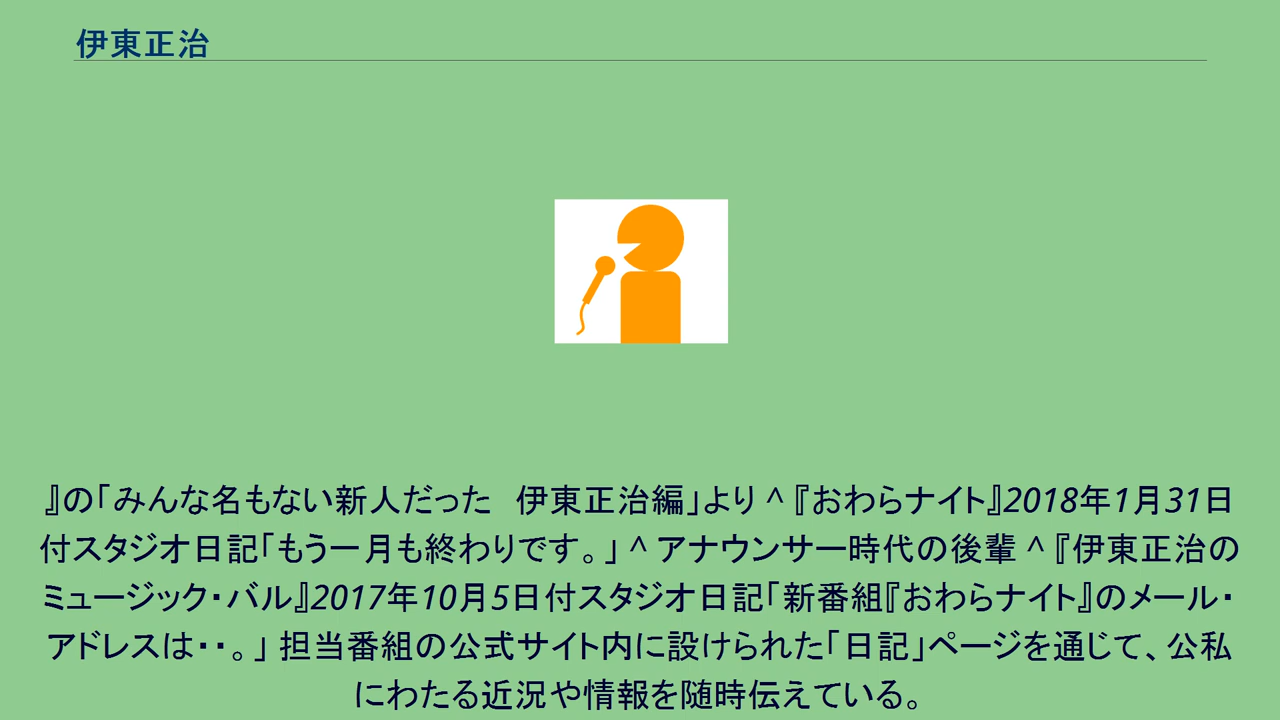 伊東正治
』の「みんな名もない新人だった　伊東正治編」より ^ 『おわらナイト』2018年1月31日
付スタジオ日記「もう一月も終わりです。」 ^ アナウンサー時代の後輩 ^ 『伊東正治の
ミュージック・バル』2017年10月5日付スタジオ日記「新番組『おわらナイト』のメール・
アドレスは・・。」 担当番組の公式サイト内に設けられた「日記」ページを通じて、公私
にわたる近況や情報を随時伝えている。